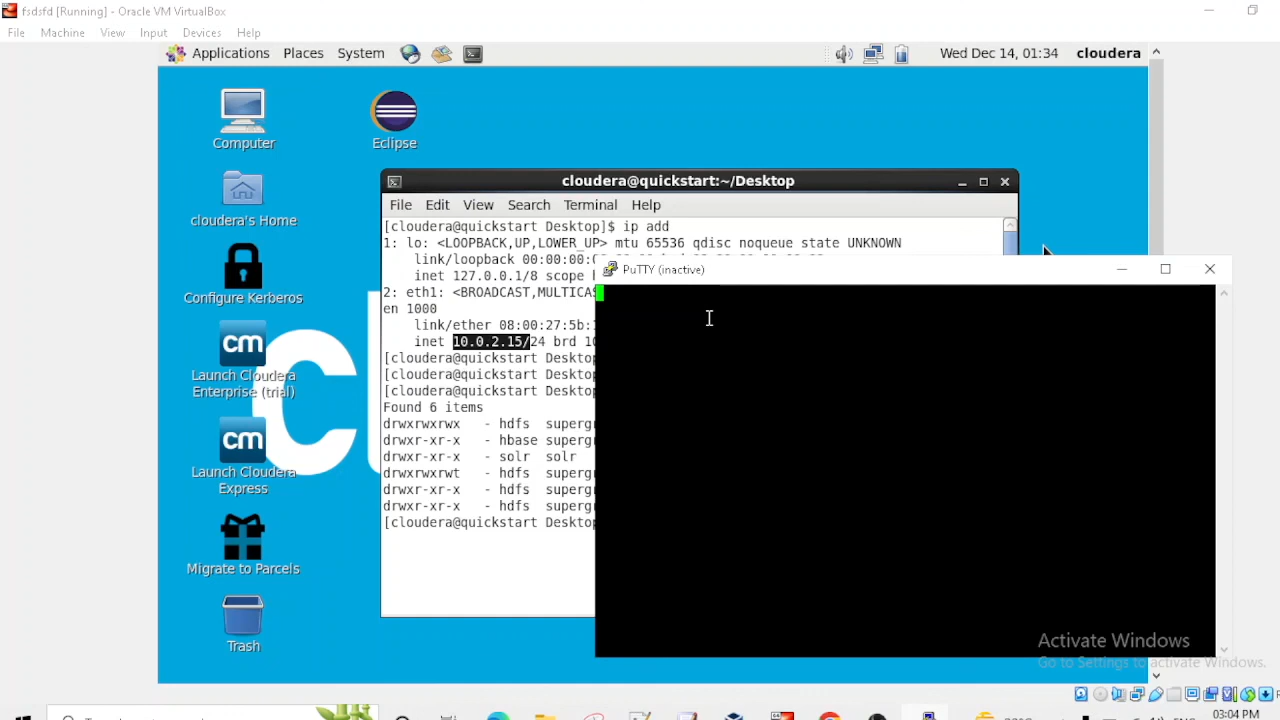 fsdsfd [Running] - Oracle VM VirtualBox
File Machine View Input Devices Help
Applications Places System
Wed Dec 14, 01:34 cloudera
Computer
Eclipse
cloudera's Home
Configure Kerberos
cm
Launch Cloudera
Enterprise (trial)
cm
Launch Cloudera
Express
Migrate to Parcels
Trash
cloudera@quickstart:~/Desktop
File Edit View Search Terminal Help
[cloudera@quickstart Desktop]$ ip add
1: lo: <LOOPBACK,UP,LOWER_UP> mtu 65536 qdisc noqueue state UNKNOWN
link/loopback 00:00:00:
inet 127.0.0.1/8 scope
2: eth1: <BROADCAST,MULTICAS
en 1000
link/ether 08:00:27:5b:
inet 10.0.2.15/24 brd
[cloudera@quickstart Desktop
[cloudera@quickstart Desktop
[cloudera@quickstart Desktop
Found 6 items
drwxrwxrwx - hdfs superg
drwxr-xr-x - hbase superg
drwxr-xr-x - solr solr
drwxrwxrwt - hdfs superg
drwxr-xr-x - hdfs superg
drwxr-xr-x - hdfs superg
[cloudera@quickstart Desktop
PuTTY (inactive)
Activate Windows
Go to Settings to activate Windows.
03:04 PM